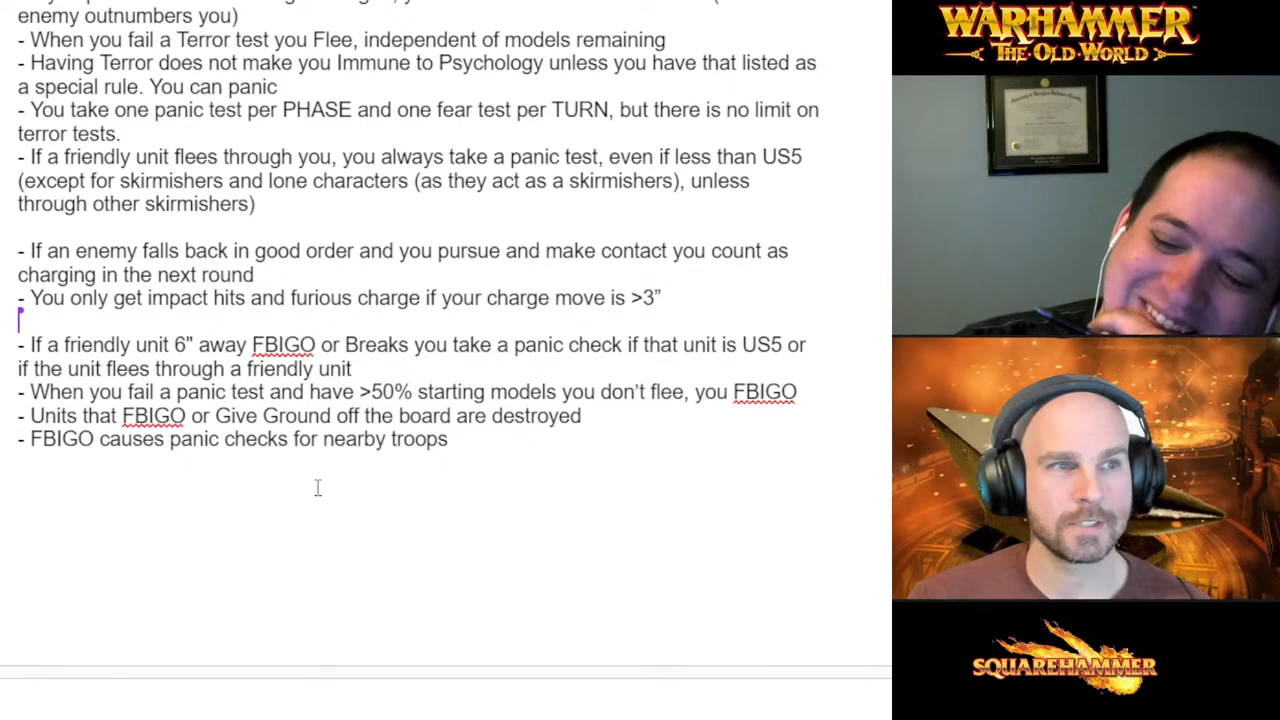 enemy outnumbers you)
- When you fail a Terror test you Flee, independent of models remaining
- Having Terror does not make you Immune to Psychology unless you have that listed as
a special rule. You can panic
- You take one panic test per PHASE and one fear test per TURN, but there is no limit on
terror tests.
- If a friendly unit flees through you, you always take a panic test, even if less than US5
(except for skirmishers and lone characters (as they act as a skirmishers), unless
through other skirmishers)
- If an enemy falls back in good order and you pursue and make contact you count as
charging in the next round
- You only get impact hits and furious charge if your charge move is >3”
- If a friendly unit 6" away FBIGO or Breaks you take a panic check if that unit is US5 or
if the unit flees through a friendly unit
- When you fail a panic test and have >50% starting models you don’t flee, you FBIGO
- Units that FBIGO or Give Ground off the board are destroyed
- FBIGO causes panic checks for nearby troops
WARHAMMER
THE OLD WORLD
SQUAREHAMMER